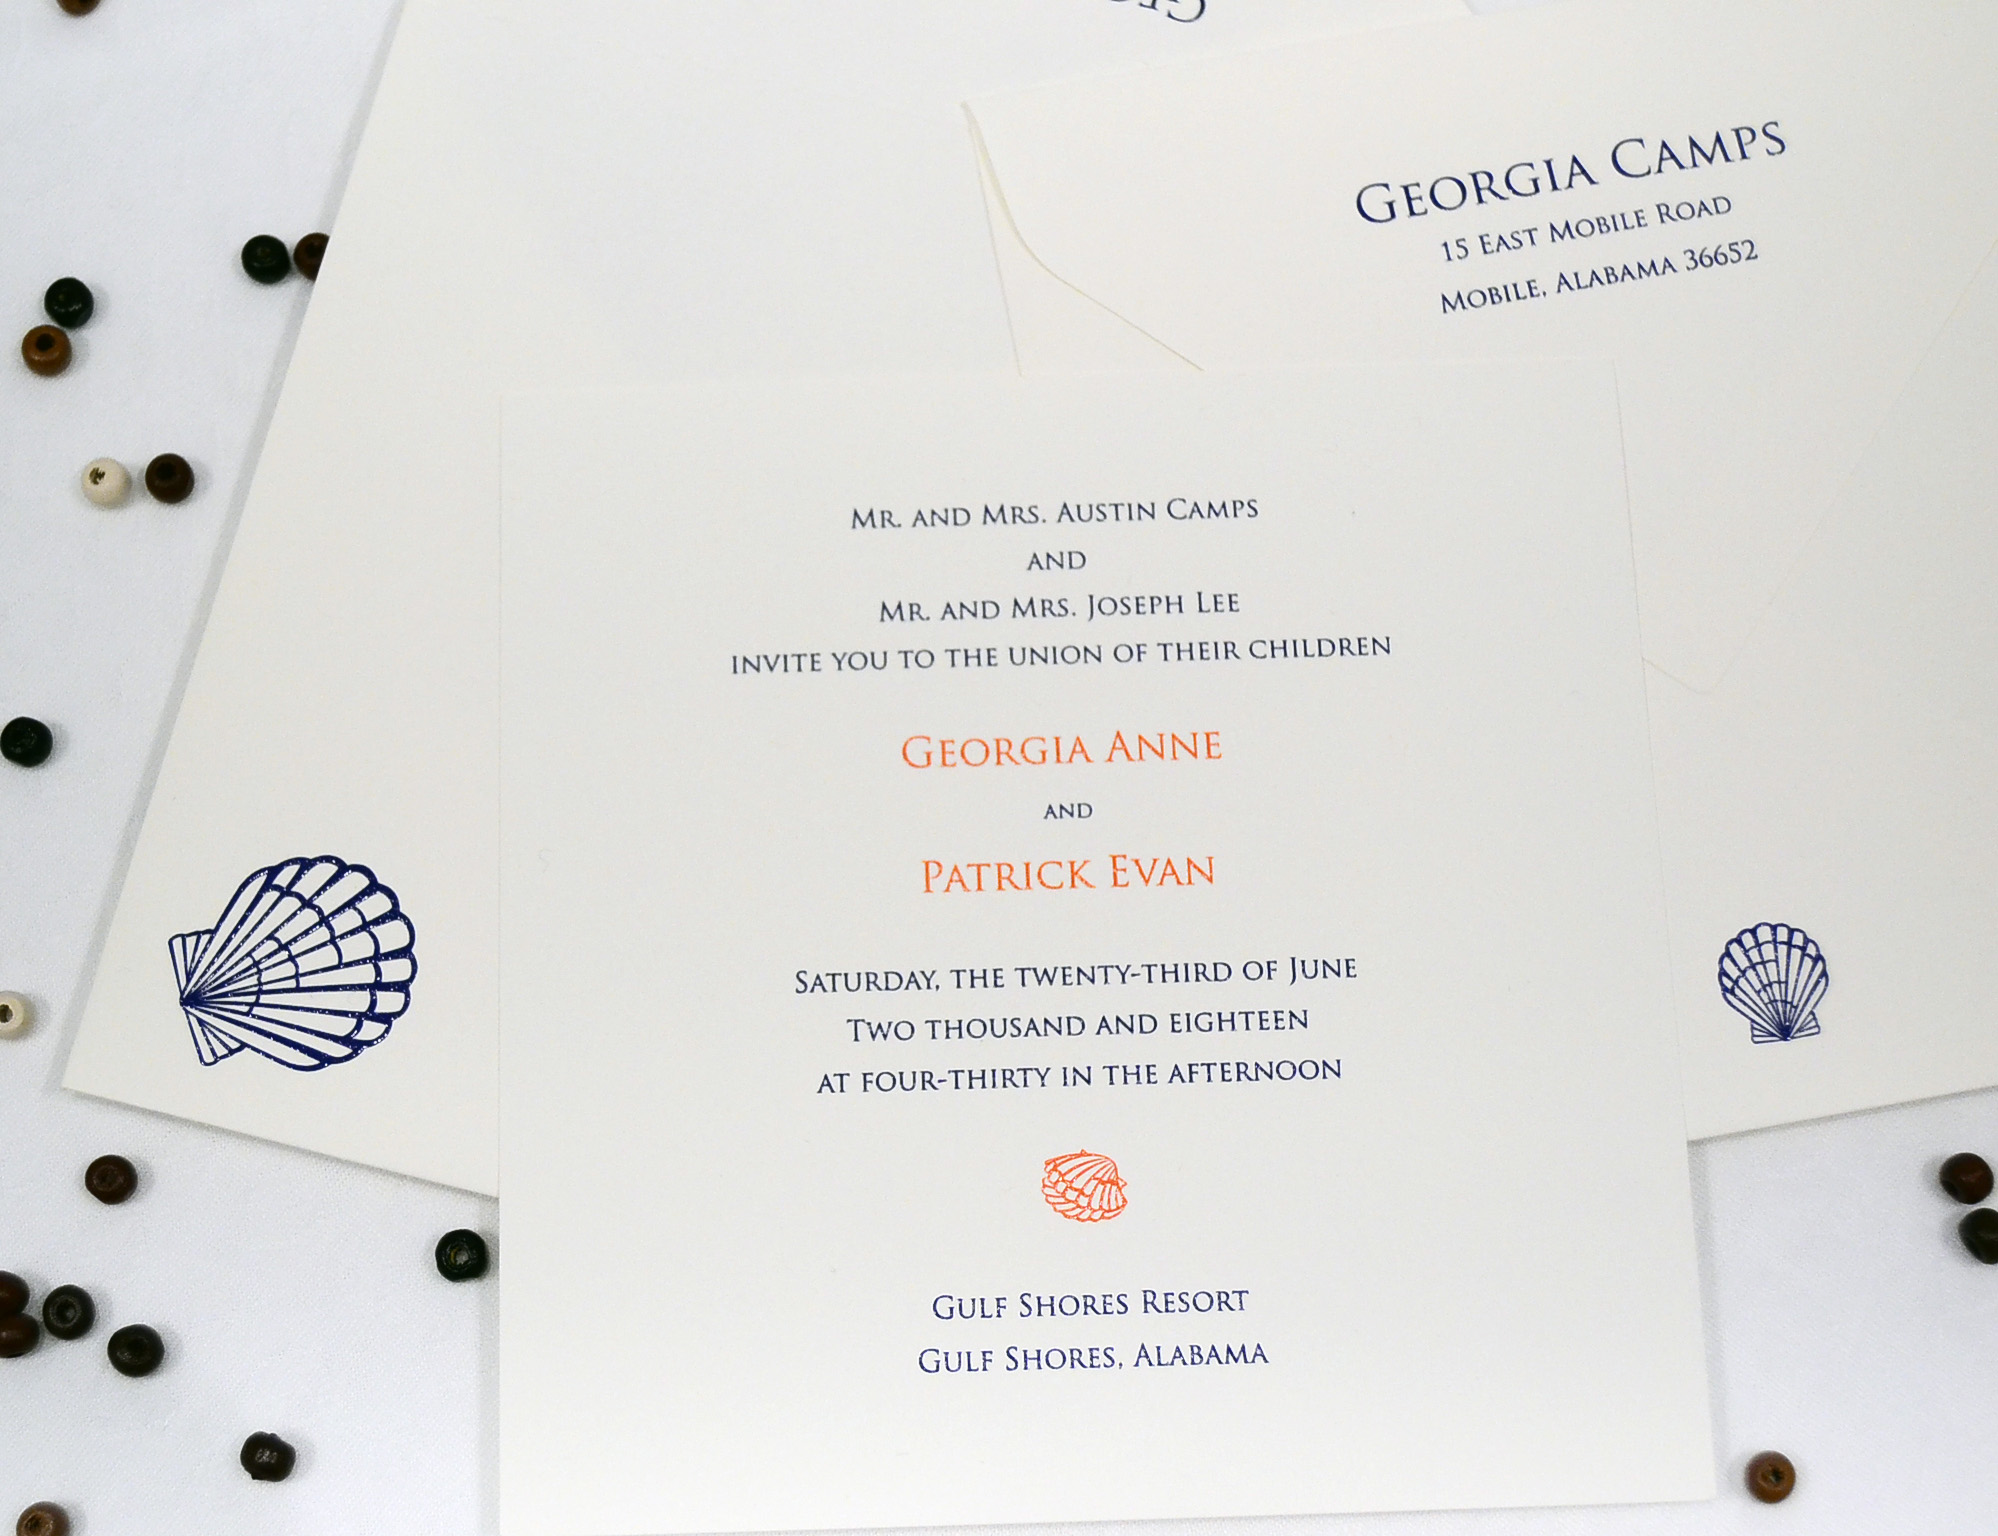 Georgia Camps
15 East Mobile Road
Mobile, Alabama 36652
Mr. and Mrs. Austin Camps
and
Mr. and Mrs. Joseph Lee
invite you to the union of their children
Georgia Anne
and
Patrick Evan
Saturday, the twenty-third of June
Two thousand and eighteen
at four-thirty in the afternoon
Gulf Shores Resort
Gulf Shores, Alabama